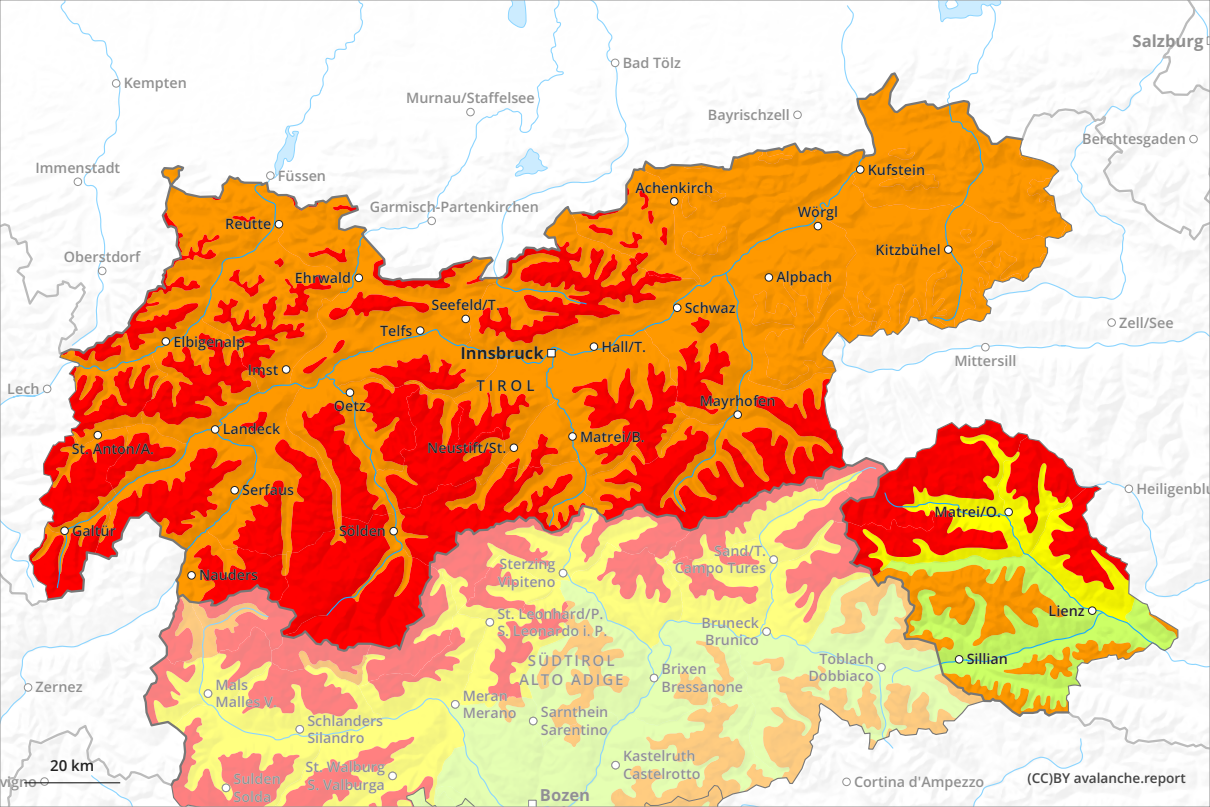 Salzburg
Bad Tölz
Kempten
Murnau/Staffelsee
Bayrischzell
Berchtesgaden
Immenstadt
Füssen
Kufstein
Achenkirch
Garmisch-Partenkirchen
Wörgl
Reutte
Kitzbühel
Oberstdorf
Ehrwald
Alpbach
Seefeld/T.
Schwaz
Telfs
Zell/See
Elbigenalp
Innsbruck
Hall/T.
Mittersill
Imst
TIROL
Lech
Oetz
Mayrhofen
Landeck
Matrei/B.
St. Anton/A.
Neustift/St.
Serfaus
Heiligenblu
Matrei/O.
Galtür
Sölden
Sand/T.
Campo Tures
Sterzing
Vipiteno
Nauders
Lienz
St. Leonhard/P.
S. Leonardo i. P.
Bruneck
Brunico
Sillian
SÜDTIROL
ALTO ADIGE
Toblach
Dobbiaco
Brixen
Bressanone
Zernez
Mals
Malles V.
Meran
Merano
Sarnthein
Sarentino
Schlanders
Silandro
Kastelruth
Castelrotto
St. Walburg
S. Valburga
20 km
vigno
Sulden
Solda
Cortina d'Ampezzo
(CC)BY avalanche.report
Bozen